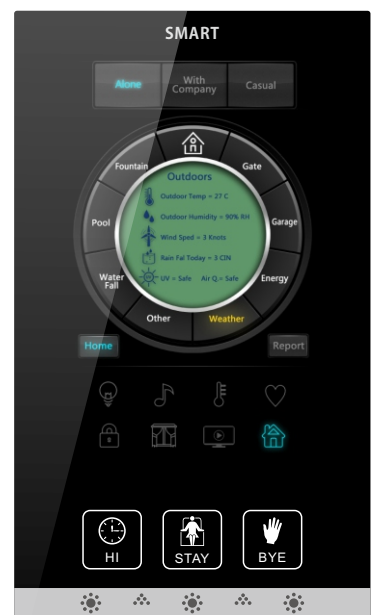 SMART
Alone
With
Company
Casual
Fountain
Gate
Pool
Garage
Water
Fall
Energy
Other
Weather
Outdoors
Outdoor Temp = 27 C
Outdoor Humidity = 90% RH
Wind Sped = 3 Knots
Rain Fal Today = 3 CIN
UV = Safe Air Q.= Safe
Home
Report
HI
STAY
BYE